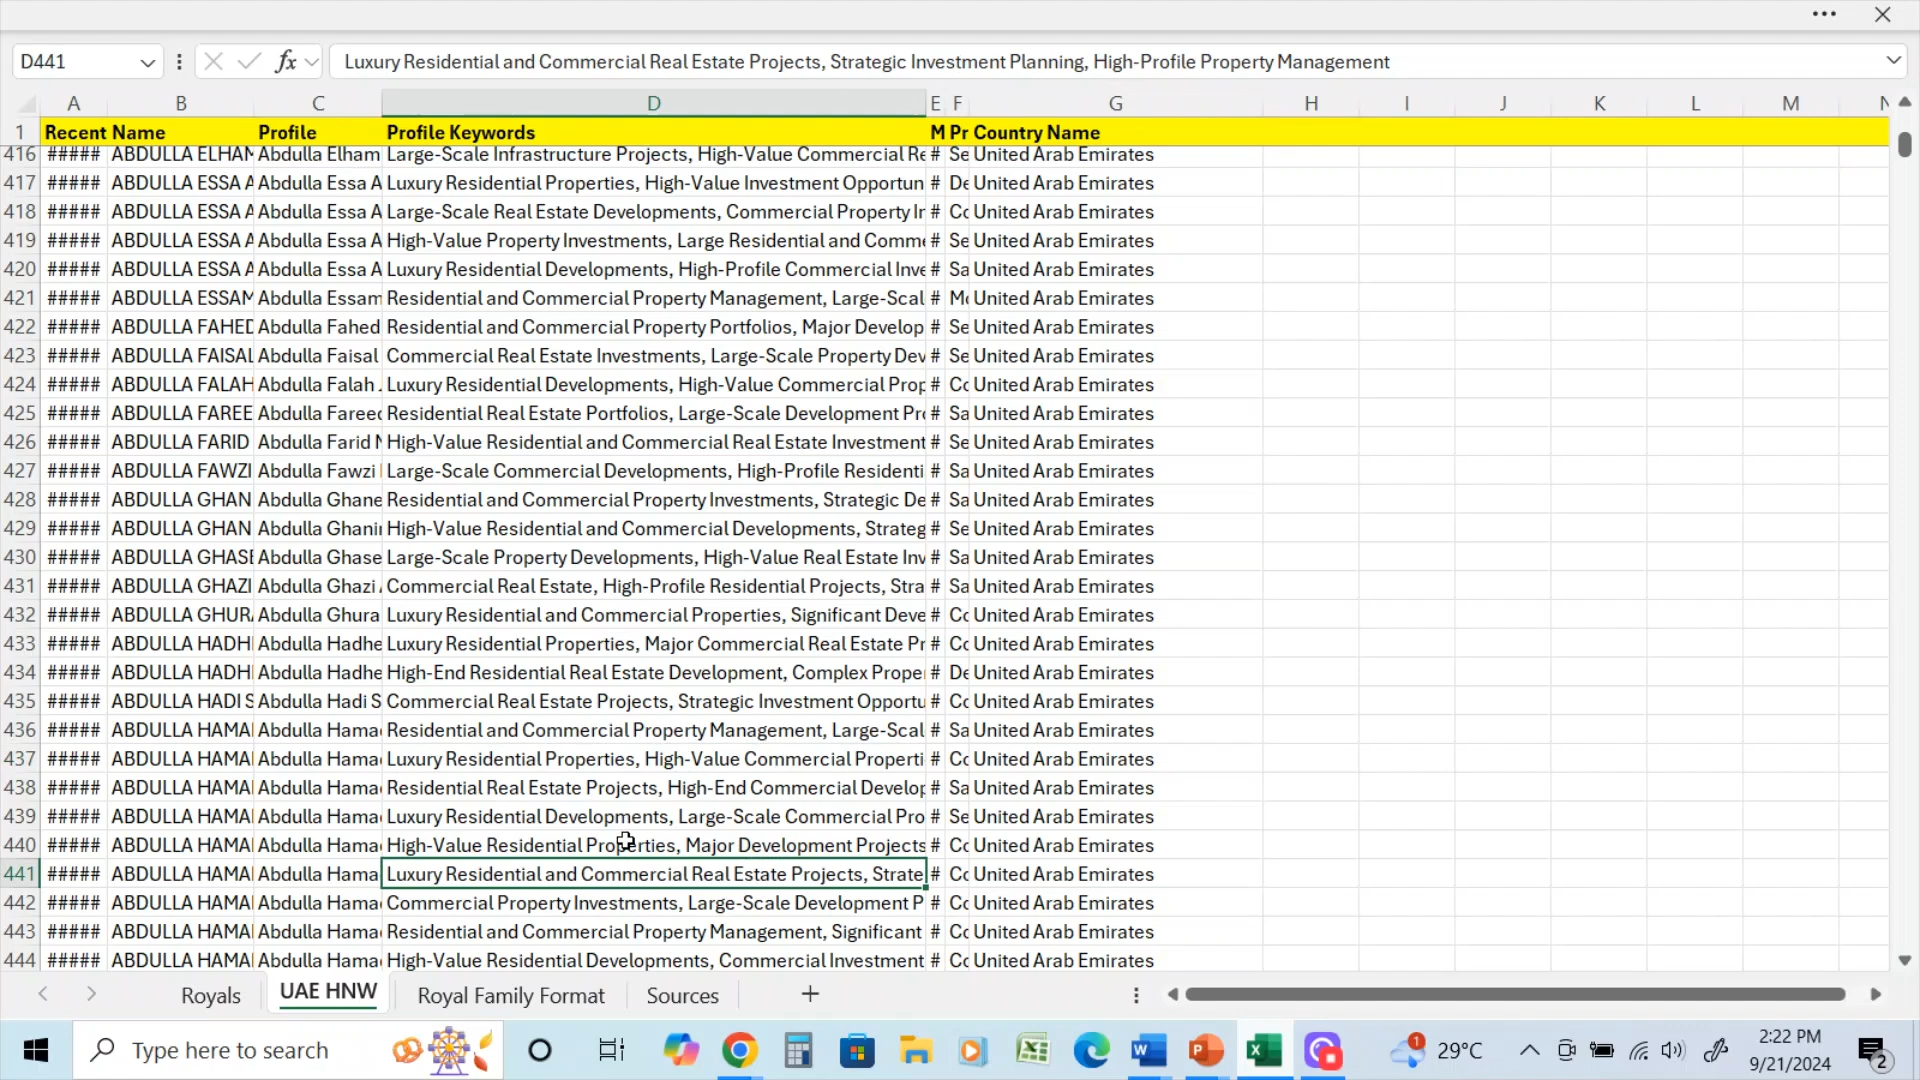 D441
fx
Luxury Residential and Commercial Real Estate Projects, Strategic Investment Planning, High-Profile Property Management
A B C D E F G H I J K L M N
1 Recent Name Profile Profile Keywords M Pr Country Name
416 ##### ABDULLA ELHAM Abdulla Elham Large-Scale Infrastructure Projects, High-Value Commercial Re # Se United Arab Emirates
417 ##### ABDULLA ESSA A Abdulla Essa A Luxury Residential Properties, High-Value Investment Opportun # De United Arab Emirates
418 ##### ABDULLA ESSA A Abdulla Essa A Large-Scale Real Estate Developments, Commercial Property In # Co United Arab Emirates
419 ##### ABDULLA ESSA A Abdulla Essa A High-Value Property Investments, Large Residential and Comme # Se United Arab Emirates
420 ##### ABDULLA ESSA A Abdulla Essa A Luxury Residential Developments, High-Profile Commercial Inve # Sa United Arab Emirates
421 ##### ABDULLA ESSAM Abdulla Essam Residential and Commercial Property Management, Large-Scal # Mo United Arab Emirates
422 ##### ABDULLA FAHED Abdulla Fahed Residential and Commercial Property Portfolios, Major Develop # Se United Arab Emirates
423 ##### ABDULLA FAISAL Abdulla Faisal Commercial Real Estate Investments, Large-Scale Property Dev # Se United Arab Emirates
424 ##### ABDULLA FALAH Abdulla Falah Luxury Residential Developments, High-Value Commercial Prop # Co United Arab Emirates
425 ##### ABDULLA FAREE Abdulla Fareed Residential Real Estate Portfolios, Large-Scale Development Pro # Sa United Arab Emirates
426 ##### ABDULLA FARID Abdulla Farid High-Value Residential and Commercial Real Estate Investment # Se United Arab Emirates
427 ##### ABDULLA FAWZI Abdulla Fawzi Large-Scale Commercial Developments, High-Profile Residenti # Sa United Arab Emirates
428 ##### ABDULLA GHAN Abdulla Ghane Residential and Commercial Property Investments, Strategic De # Sa United Arab Emirates
429 ##### ABDULLA GHAN Abdulla Ghanin High-Value Residential and Commercial Developments, Strateg # Se United Arab Emirates
430 ##### ABDULLA GHASE Abdulla Ghase Large-Scale Property Developments, High-Value Real Estate Inv # Sa United Arab Emirates
431 ##### ABDULLA GHAZI Abdulla Ghazi Commercial Real Estate, High-Profile Residential Projects, Stra # Sa United Arab Emirates
432 ##### ABDULLA GHURA Abdulla Ghura Luxury Residential and Commercial Properties, Significant Deve # Co United Arab Emirates
433 ##### ABDULLA HADH Abdulla Hadhe Luxury Residential Properties, Major Commercial Real Estate Pr # Co United Arab Emirates
434 ##### ABDULLA HADH Abdulla Hadhe High-End Residential Real Estate Development, Complex Prope # De United Arab Emirates
435 ##### ABDULLA HADI S Abdulla Hadi S Commercial Real Estate Projects, Strategic Investment Opportu # Co United Arab Emirates
436 ##### ABDULLA HAMA Abdulla Hama Residential and Commercial Property Management, Large-Scal # Sa United Arab Emirates
437 ##### ABDULLA HAMA Abdulla Hama Luxury Residential Properties, High-Value Commercial Properti # Co United Arab Emirates
438 ##### ABDULLA HAMA Abdulla Hama Residential Real Estate Projects, High-End Commercial Develop # Sa United Arab Emirates
439 ##### ABDULLA HAMA Abdulla Hama Luxury Residential Developments, Large-Scale Commercial Pro # Se United Arab Emirates
440 ##### ABDULLA HAMA Abdulla Hama High-Value Residential Properties, Major Development Projects # Co United Arab Emirates
441 ##### ABDULLA HAMA Abdulla Hama Luxury Residential and Commercial Real Estate Projects, Strate # Co United Arab Emirates
442 ##### ABDULLA HAMA Abdulla Hama Commercial Property Investments, Large-Scale Development P # Co United Arab Emirates
443 ##### ABDULLA HAMA Abdulla Hama Residential and Commercial Property Management, Significant # Co United Arab Emirates
444 ##### ABDULLA HAMA Abdulla Hama High-Value Residential Developments, Commercial Investment # Co United Arab Emirates
Royals UAE HNW Royal Family Format Sources
Type here to search
1 29°C 2:22 PM
9/21/2024 2